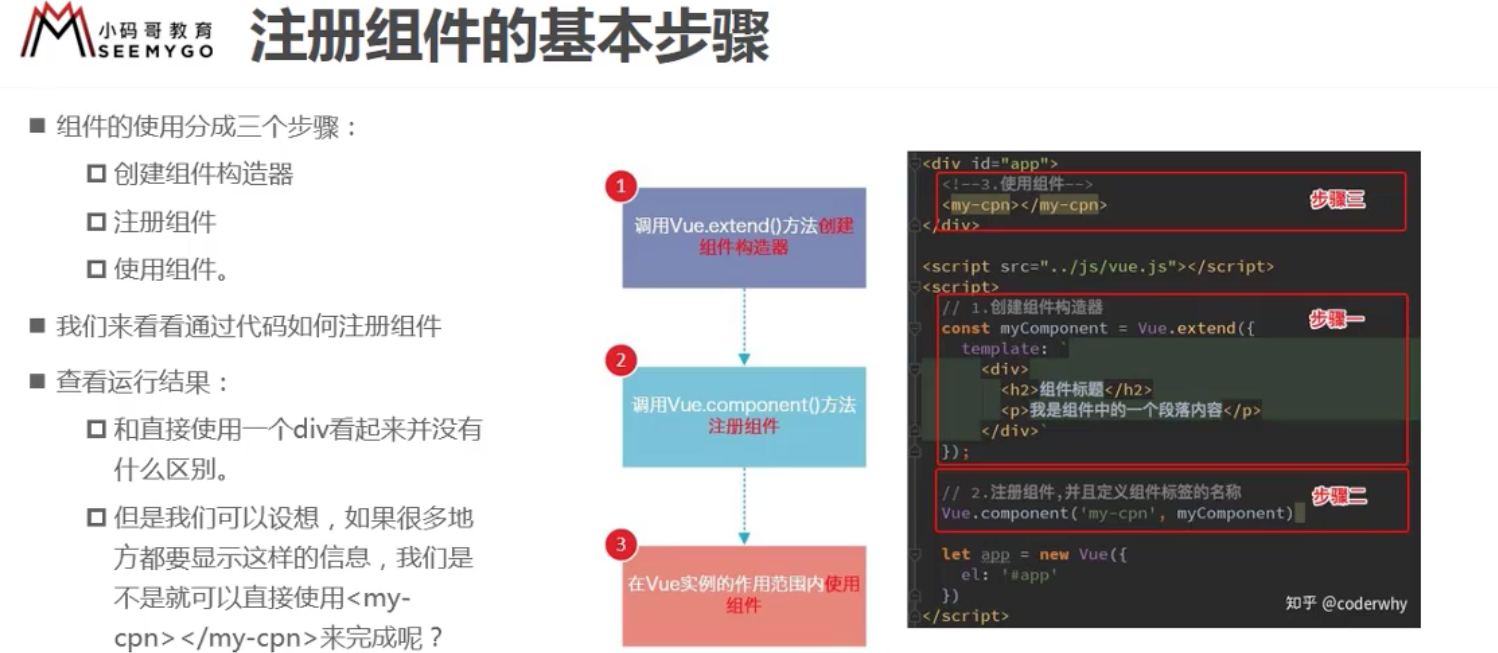 小码哥教育
SEEMYGO
注册组件的基本步骤
组件的使用分成三个步骤：
创建组件构造器
注册组件
使用组件。
我们来看看通过代码如何注册组件
查看运行结果：
和直接使用一个div看起来并没有
什么区别。
但是我们可以设想，如果很多地
方都要显示这样的信息，我们是
不是就可以直接使用<my-
cpn></my-cpn>来完成呢？
1
调用Vue.extend()方法创建
组件构造器
2
调用Vue.component()方法
注册组件
3
在Vue实例的作用范围内使用
组件
<div id="app">
<!--3.使用组件-->
<my-cpn></my-cpn>
步骤三
</div>
<script src="../js/vue.js"></script>
<script>
// 1.创建组件构造器
步骤一
const myComponent = Vue.extend({
template: `
<div>
<h2>组件标题</h2>
<p>我是组件中的一个段落内容</p>
</div>`
});
// 2.注册组件,并且定义组件标签的名称
步骤二
Vue.component('my-cpn', myComponent)
let app = new Vue({
el: '#app'
})
</script>
知乎 @coderwhy